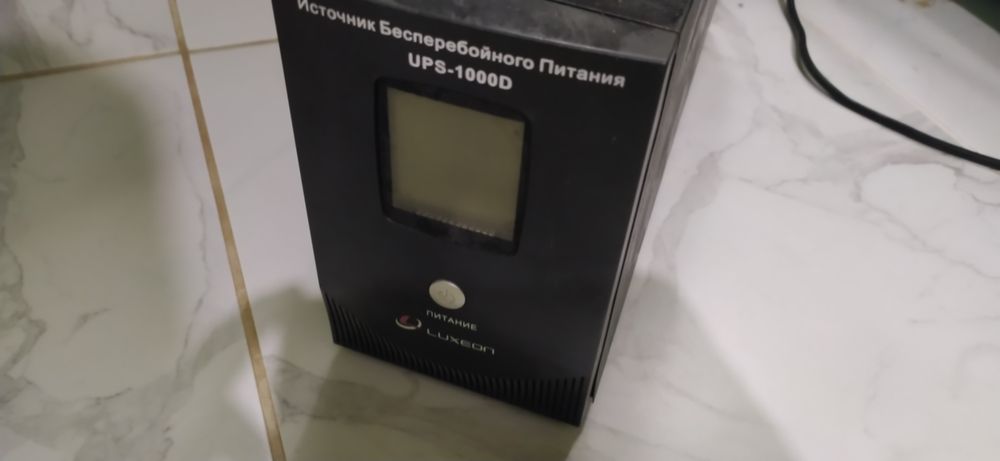 Источник Бесперебойного Питания
UPS-1000D
ПИТАНИЕ
LUXEON